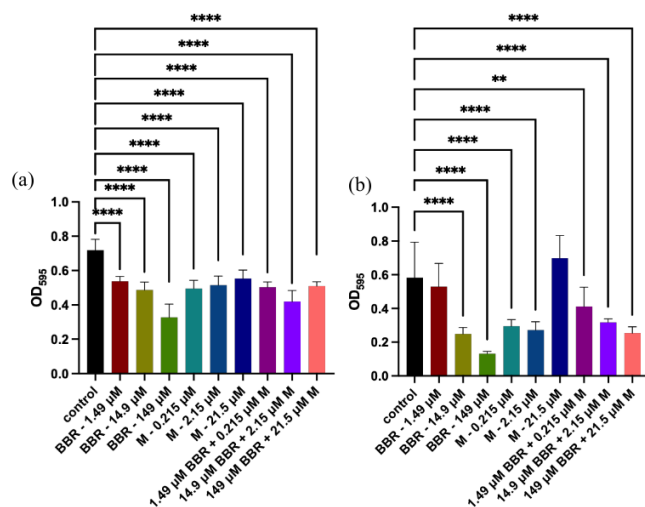 (a)
****
****
****
****
****
****
****
****
****
OD595
1.0
0.8
0.6
0.4
0.2
0.0
control
BBR - 1.49 µM
BBR - 14.9 µM
BBR - 149 µM
M - 0.215 µM
M - 2.15 µM
M - 21.5 µM
1.49 µM BBR + 0.215 µM M
14.9 µM BBR + 2.15 µM M
149 µM BBR + 21.5 µM M
(b)
****
****
**
****
****
****
****
OD595
1.0
0.8
0.6
0.4
0.2
0.0
control
BBR - 1.49 µM
BBR - 14.9 µM
BBR - 149 µM
M - 0.215 µM
M - 2.15 µM
M - 21.5 µM
1.49 µM BBR + 0.215 µM M
14.9 µM BBR + 2.15 µM M
149 µM BBR + 21.5 µM M